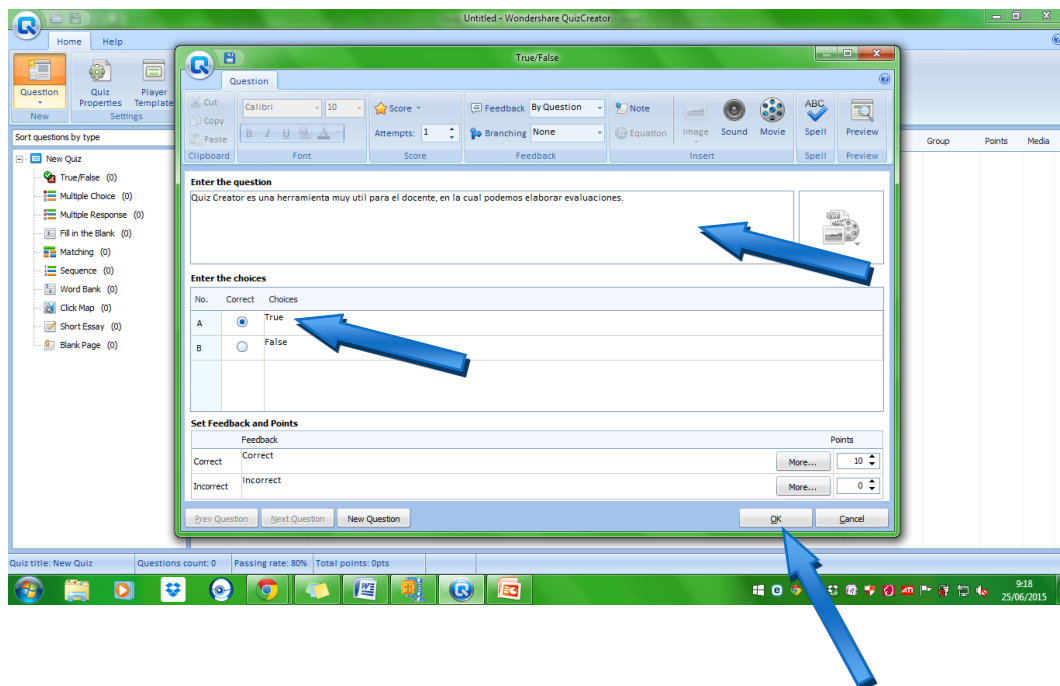 Untitled - Wondershare QuizCreator
Home Help
Question
Quiz Properties
Player Template
New Settings
Sort questions by type
New Quiz
True/False (0)
Multiple Choice (0)
Multiple Response (0)
Fill in the Blank (0)
Matching (0)
Sequence (0)
Word Bank (0)
Click Map (0)
Short Essay (0)
Blank Page (0)
Group Points Media
True/False
Question
Cut
Copy
Paste
Clipboard
Calibri 10
B I U A
Font
Score
Attempts: 1
Score
Feedback By Question
Branching None
Feedback
Note
Equation
Image Sound Movie
Insert
ABC
Spell
Spell
Preview
Preview
Enter the question
Quiz Creator es una herramienta muy util para el docente, en la cual podemos elaborar evaluaciones.
Enter the choices
No. Correct Choices
A True
B False
Set Feedback and Points
Feedback Points
Correct Correct More... 10
Incorrect Incorrect More... 0
Prev Question Next Question New Question OK Cancel
Quiz title: New Quiz Questions count: 0 Passing rate: 80% Total points: 0pts
9:18
25/06/2015